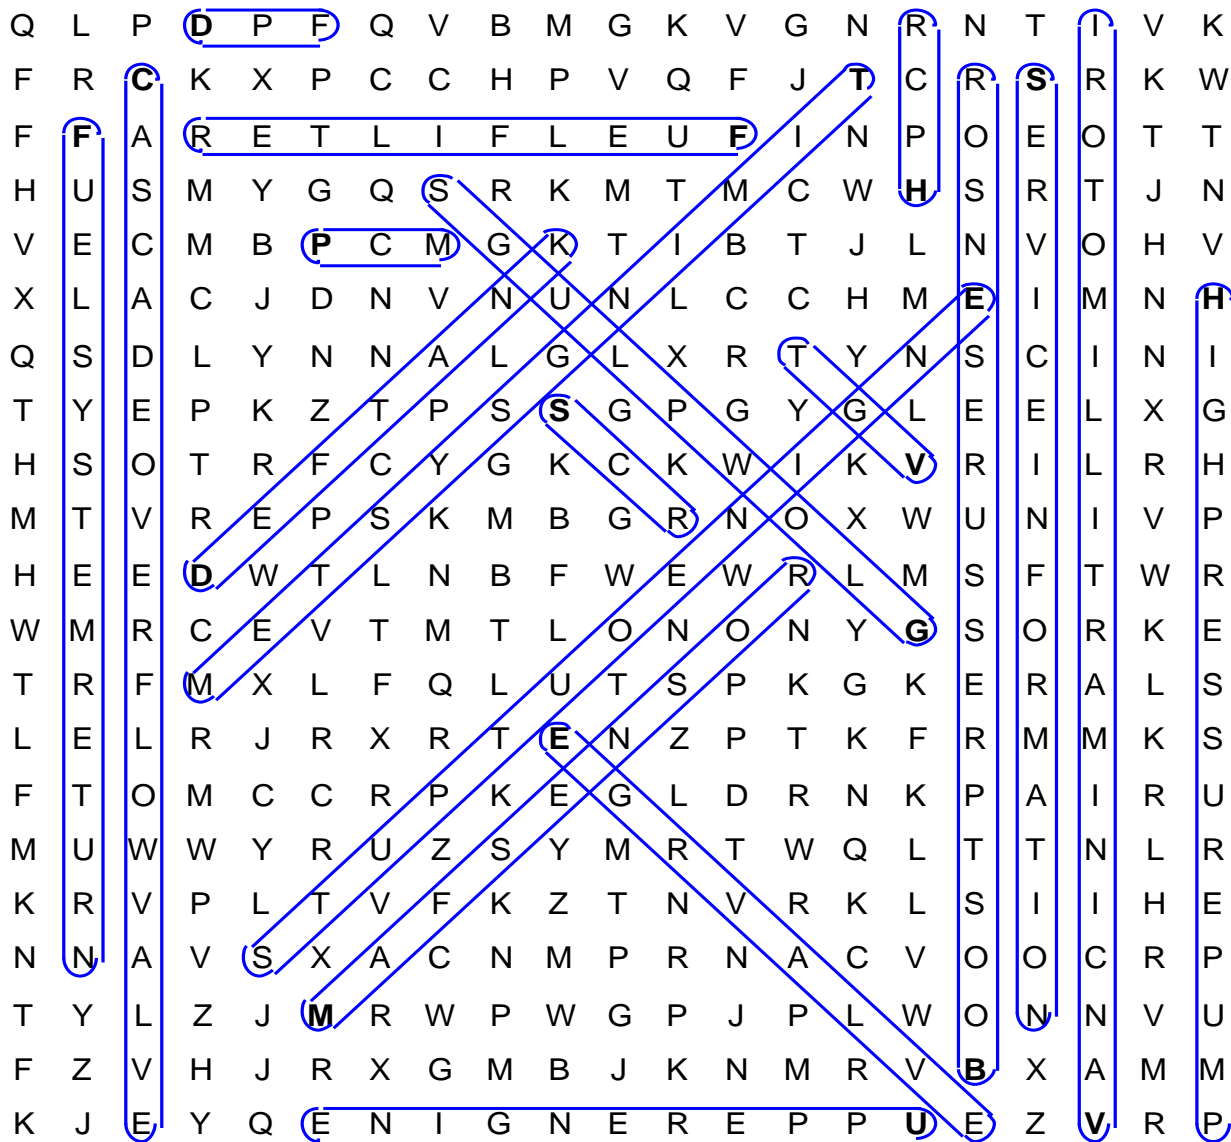 Q L P D P F Q V B M G K V G N R N T I V K
F R C K X P C C H P V Q F J T C R S R K W
F F A R E T L I F L E U F I N P O E O T T
H U S M Y G Q S R K M T M C W H S R T J N
V E C M B P C M G K T I B T J L N V O H V
X L A C J D N V N U N L C C H M E I M N H
Q S D L Y N N A L G L X R T Y N S C I N I
T Y E P K Z T P S S G P G Y G L E E L X G
H S O T R F C Y G K C K W I K V R I L R H
M T V R E P S K M B G R N O X W U N I V P
H E E D W T L N B F W E W R L M S F T W R
W M R C E V T M T L O N O N Y G S O R K E
T R F M X L F Q L U T S P K G K E R A L S
L E L R J R X R T E N Z P T K F R M M K S
F T O M C C R P K E G L D R N K P A I R U
M U W W Y R U Z S Y M R T W Q L T T N L R
K R V P L T V F K Z T N V R K L S I I H E
N N A V S X A C N M P R N A C V O O C R P
T Y L Z J M R W P W G P J P L W O N N V U
F Z V H J R X G M B J K N M R V B X A M M
K J E Y Q E N I G N E R E P P U E Z V R P